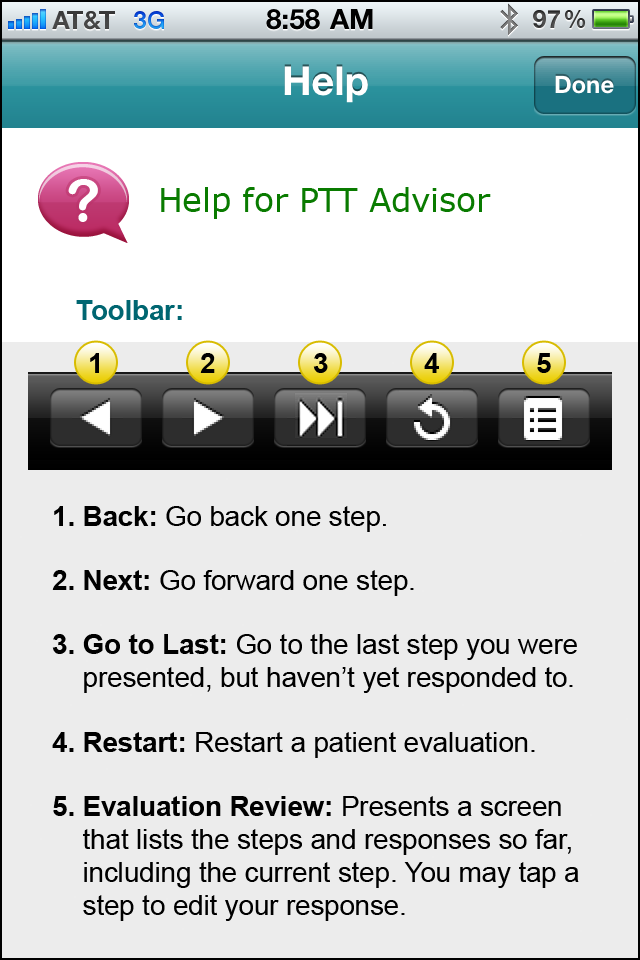 AT&T 3G 8:58 AM 97%
Help
Done
?
Help for PTT Advisor
Toolbar:
1 2 3 4 5
1. Back: Go back one step.
2. Next: Go forward one step.
3. Go to Last: Go to the last step you were
presented, but haven’t yet responded to.
4. Restart: Restart a patient evaluation.
5. Evaluation Review: Presents a screen
that lists the steps and responses so far,
including the current step. You may tap a
step to edit your response.